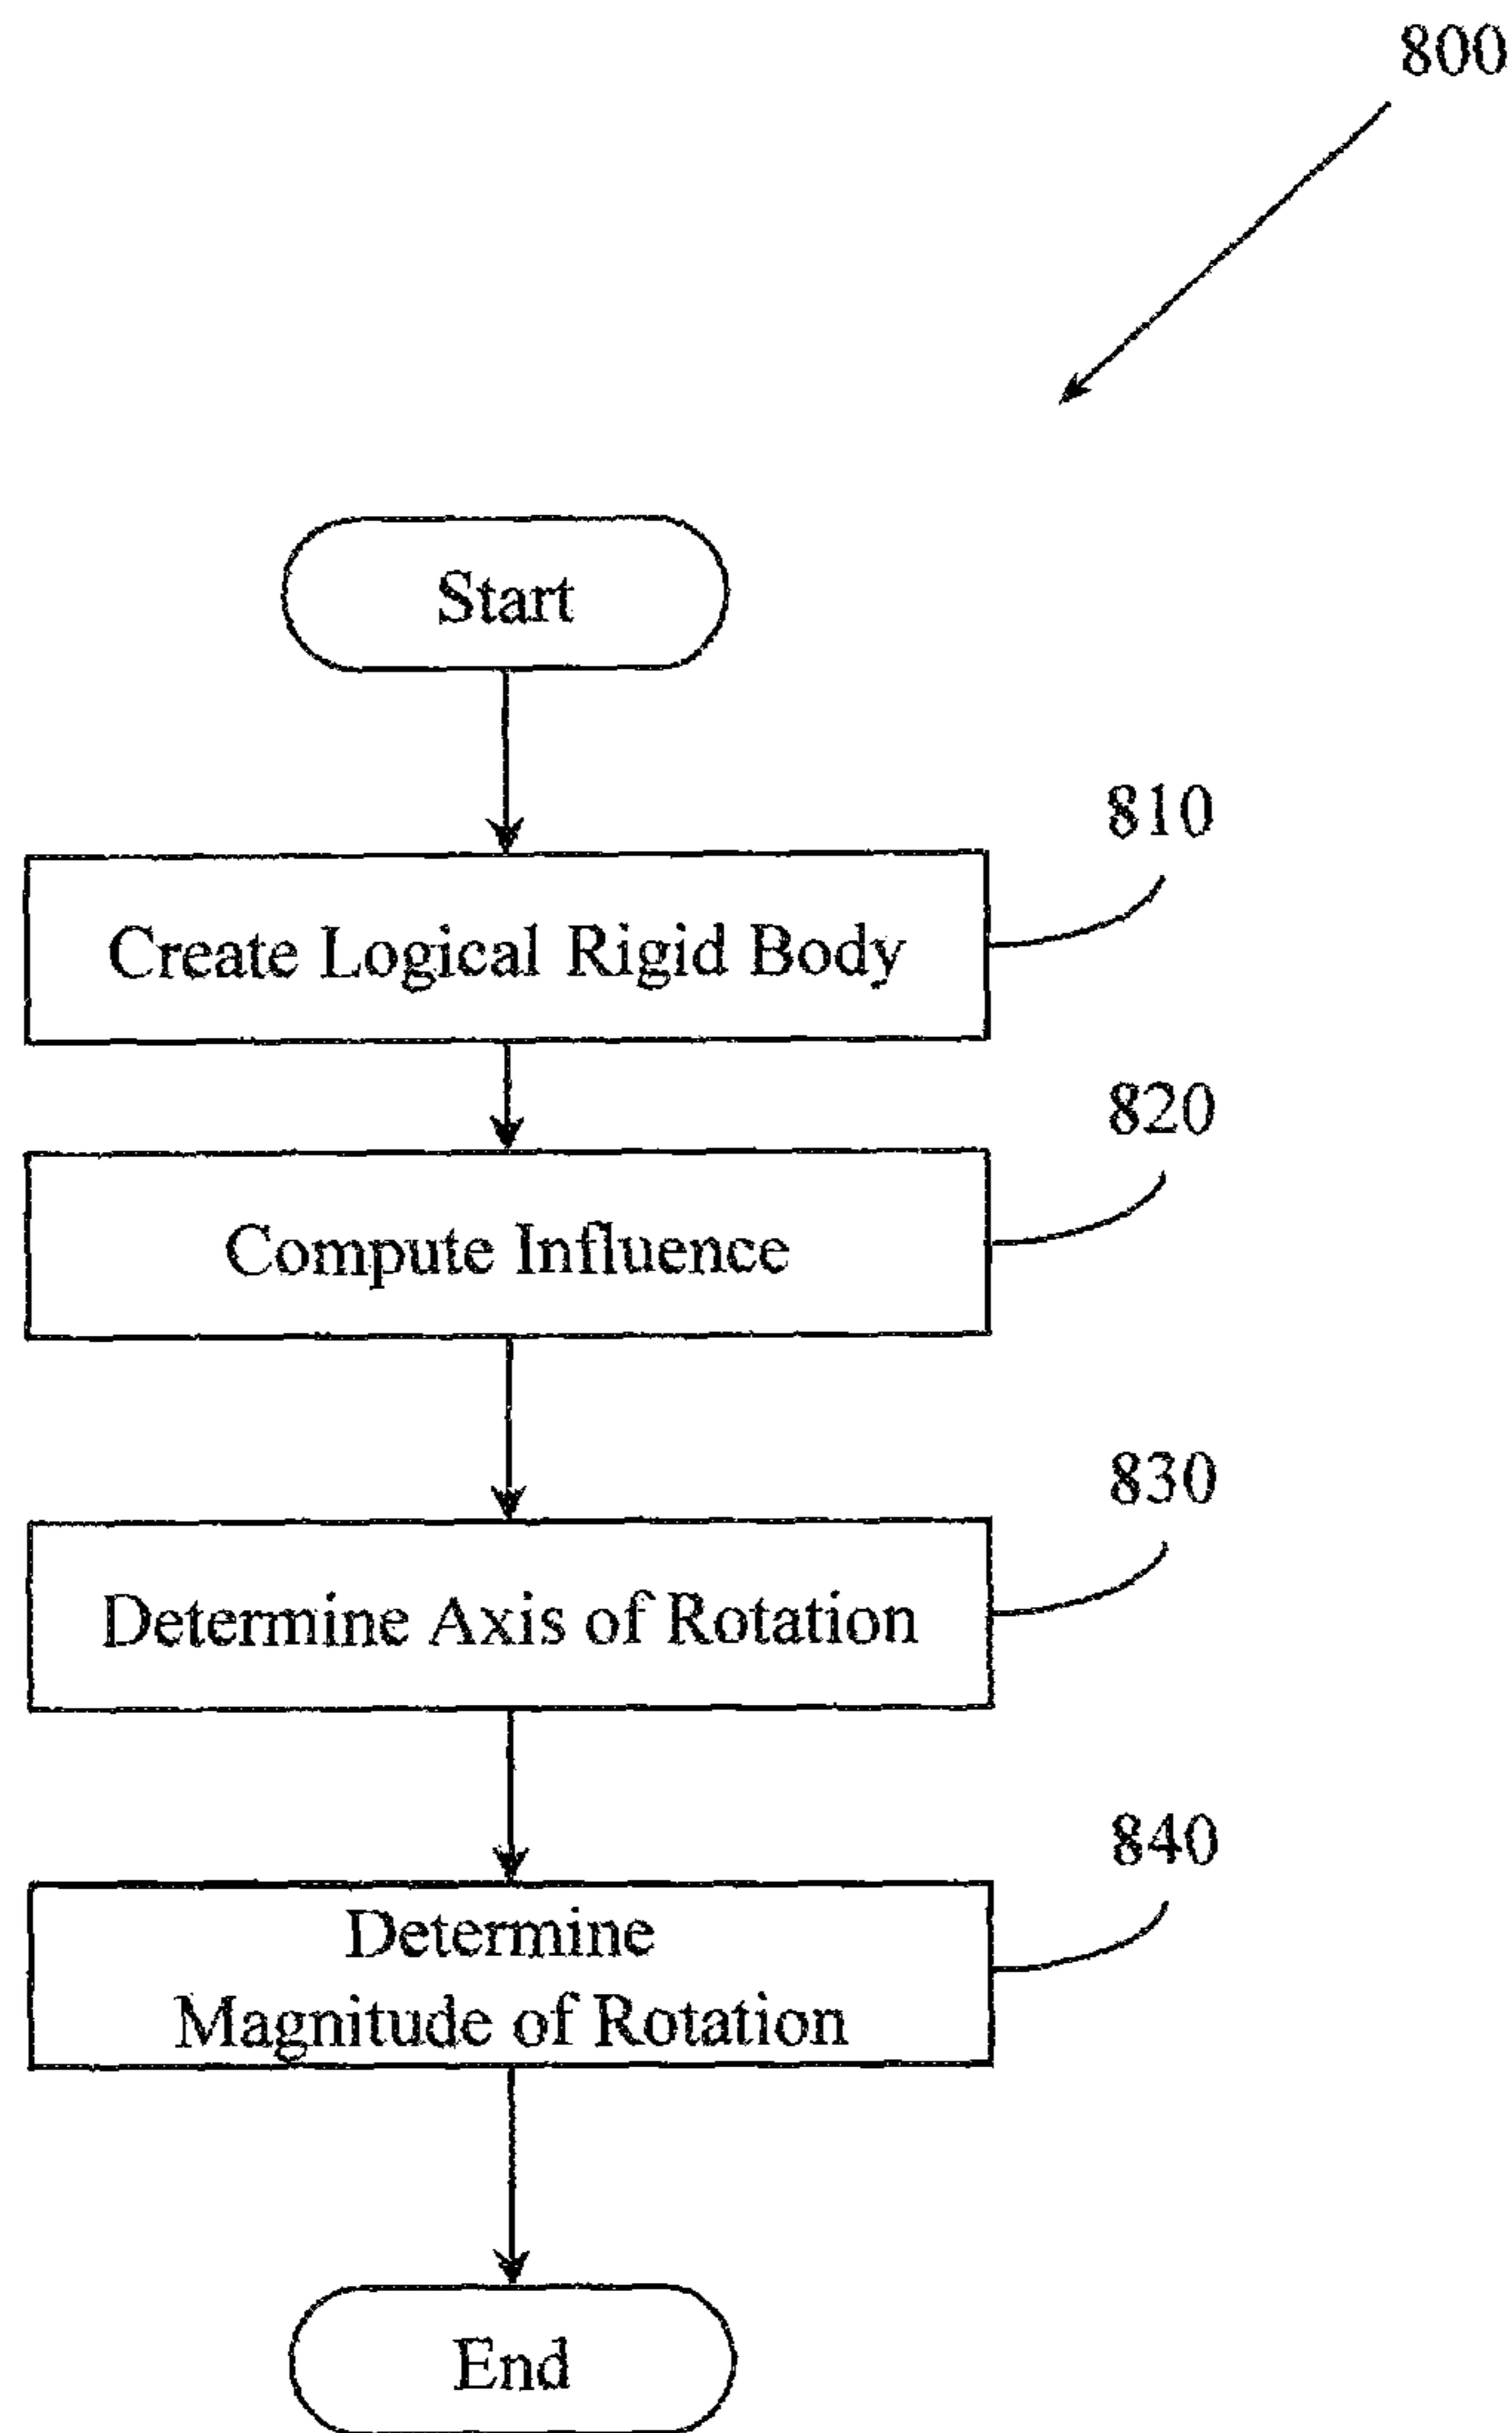 800
Start
810
Create Logical Rigid Body
820
Compute Influence
830
Determine Axis of Rotation
840
Determine
Magnitude of Rotation
End